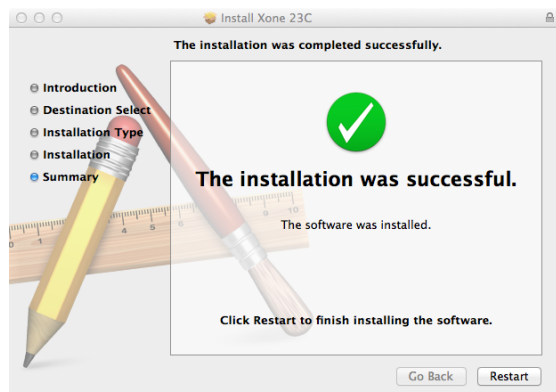 Install Xone 23C
The installation was completed successfully.
Introduction
Destination Select
Installation Type
Installation
Summary
The installation was successful.
The software was installed.
Click Restart to finish installing the software.
Go Back
Restart